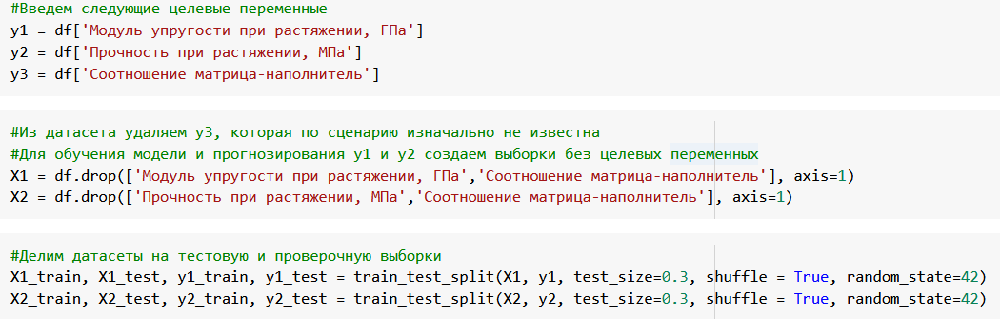 #Введем следующие целевые переменные
y1 = df['Модуль упругости при растяжении, ГПа']
y2 = df['Прочность при растяжении, МПа']
y3 = df['Соотношение матрица-наполнитель']
#Из датасета удаляем y3, которая по сценарию изначально не известна
#Для обучения модели и прогнозирования y1 и y2 создаем выборки без целевых переменных
X1 = df.drop(['Модуль упругости при растяжении, ГПа','Соотношение матрица-наполнитель'], axis=1)
X2 = df.drop(['Прочность при растяжении, МПа','Соотношение матрица-наполнитель'], axis=1)
#Делим датасеты на тестовую и проверочную выборки
X1_train, X1_test, y1_train, y1_test = train_test_split(X1, y1, test_size=0.3, shuffle = True, random_state=42)
X2_train, X2_test, y2_train, y2_test = train_test_split(X2, y2, test_size=0.3, shuffle = True, random_state=42)